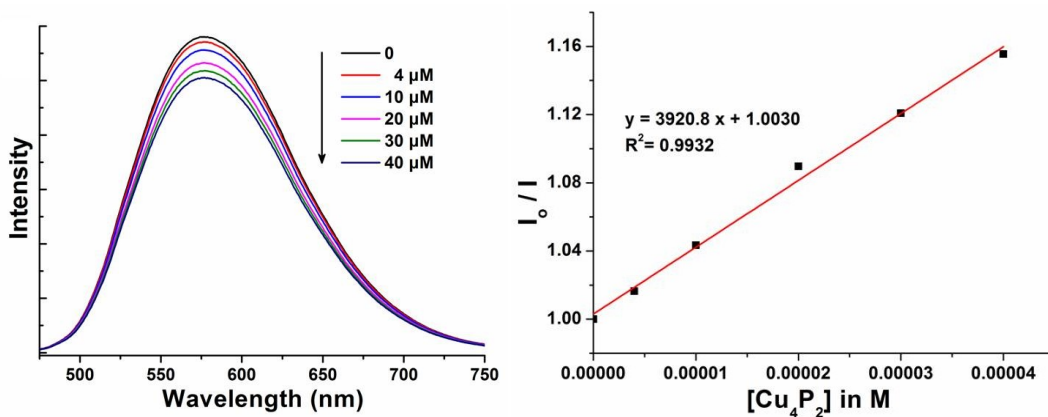 Intensity
0
4 µM
10 µM
20 µM
30 µM
40 µM
500 550 600 650 700 750
Wavelength (nm)
I₀ / I
1.16
1.12
1.08
1.04
1.00
y = 3920.8 x + 1.0030
R²= 0.9932
0.00000 0.00001 0.00002 0.00003 0.00004
[Cu₄P₂] in M